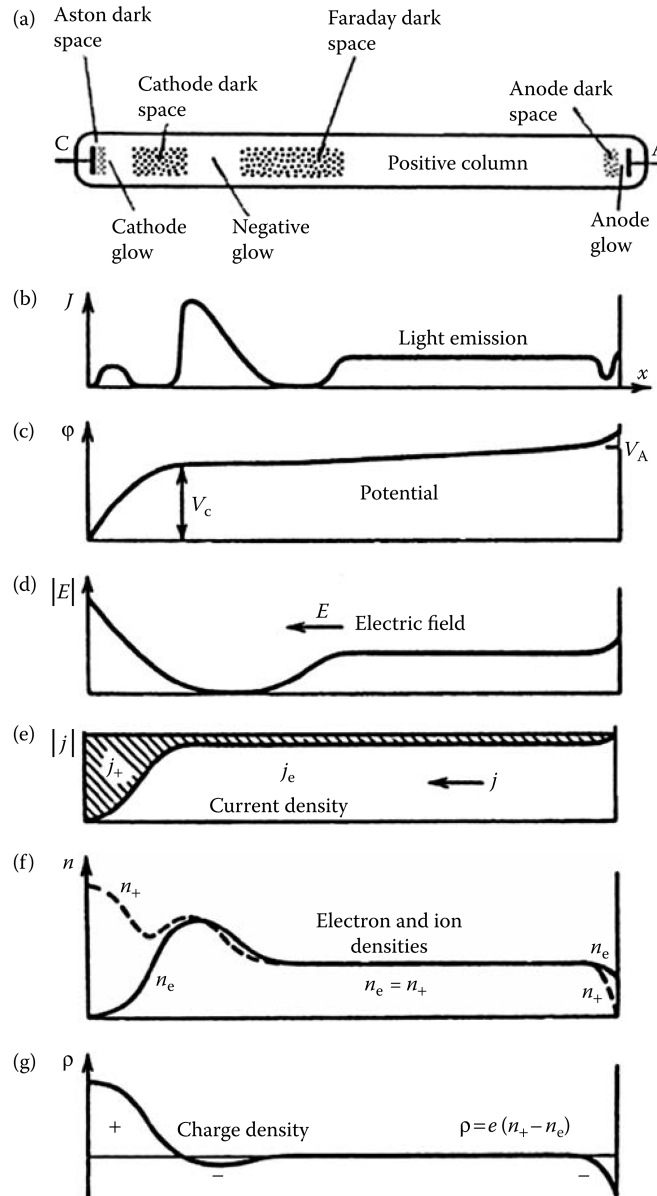 (a)
Aston dark
space
Faraday dark
space
Cathode dark
space
Anode dark
space
C
Positive column
A
Cathode
glow
Negative
glow
Anode
glow
(b)
J
Light emission
x
(c)
φ
V_A
V_c
Potential
(d)
|E|
E
Electric field
(e)
|j|
j_+
j_e
j
Current density
(f)
n
n_+
Electron and ion
densities
n_e
n_e
n_e = n_+
n_+
(g)
ρ
+
Charge density
ρ = e (n_+ – n_e)
–
–